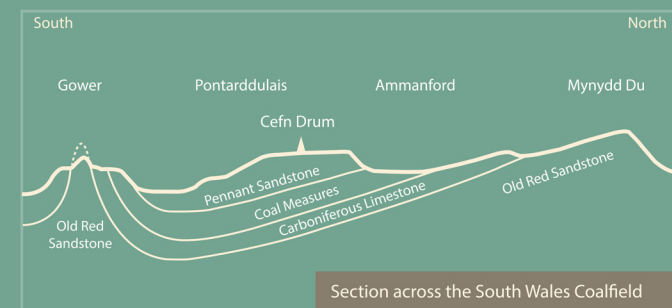 South
North
Gower
Pontarddulais
Ammanford
Mynydd Du
Cefn Drum
Pennant Sandstone
Coal Measures
Carboniferous Limestone
Old Red Sandstone
Old Red
Sandstone
Section across the South Wales Coalfield